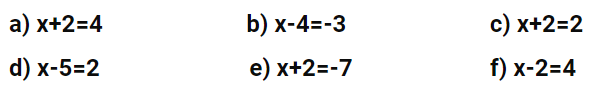 a) x+2=4 b) x-4=-3 c) x+2=2
d) x-5=2 e) x+2=-7 f) x-2=4